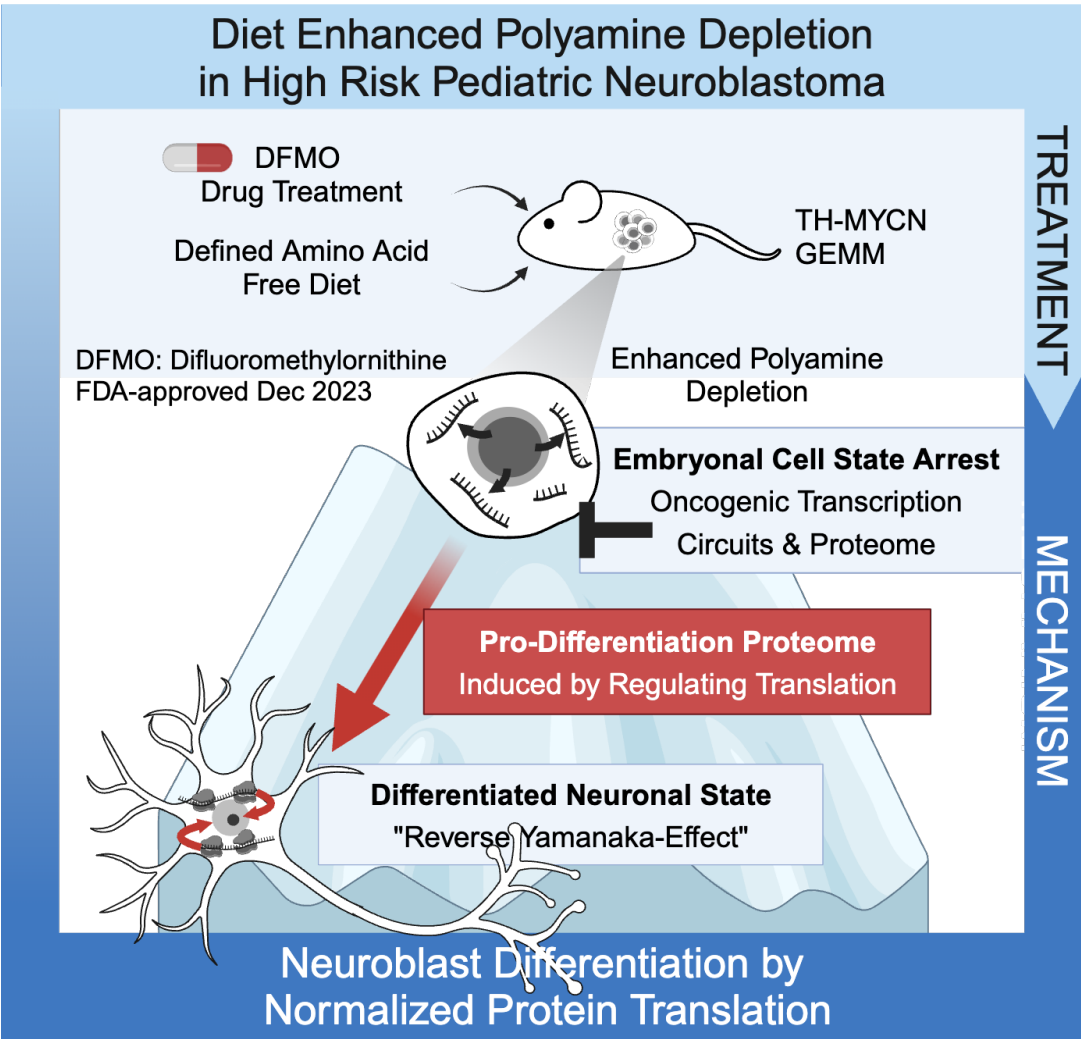 Diet Enhanced Polyamine Depletion
in High Risk Pediatric Neuroblastoma
TREATMENT
DFMO
Drug Treatment
Defined Amino Acid
Free Diet
TH-MYCN
GEMM
DFMO: Difluoromethylornithine
FDA-approved Dec 2023
Enhanced Polyamine
Depletion
MECHANISM
Embryonal Cell State Arrest
Oncogenic Transcription
Circuits & Proteome
Pro-Differentiation Proteome
Induced by Regulating Translation
Differentiated Neuronal State
"Reverse Yamanaka-Effect"
Neuroblast Differentiation by
Normalized Protein Translation